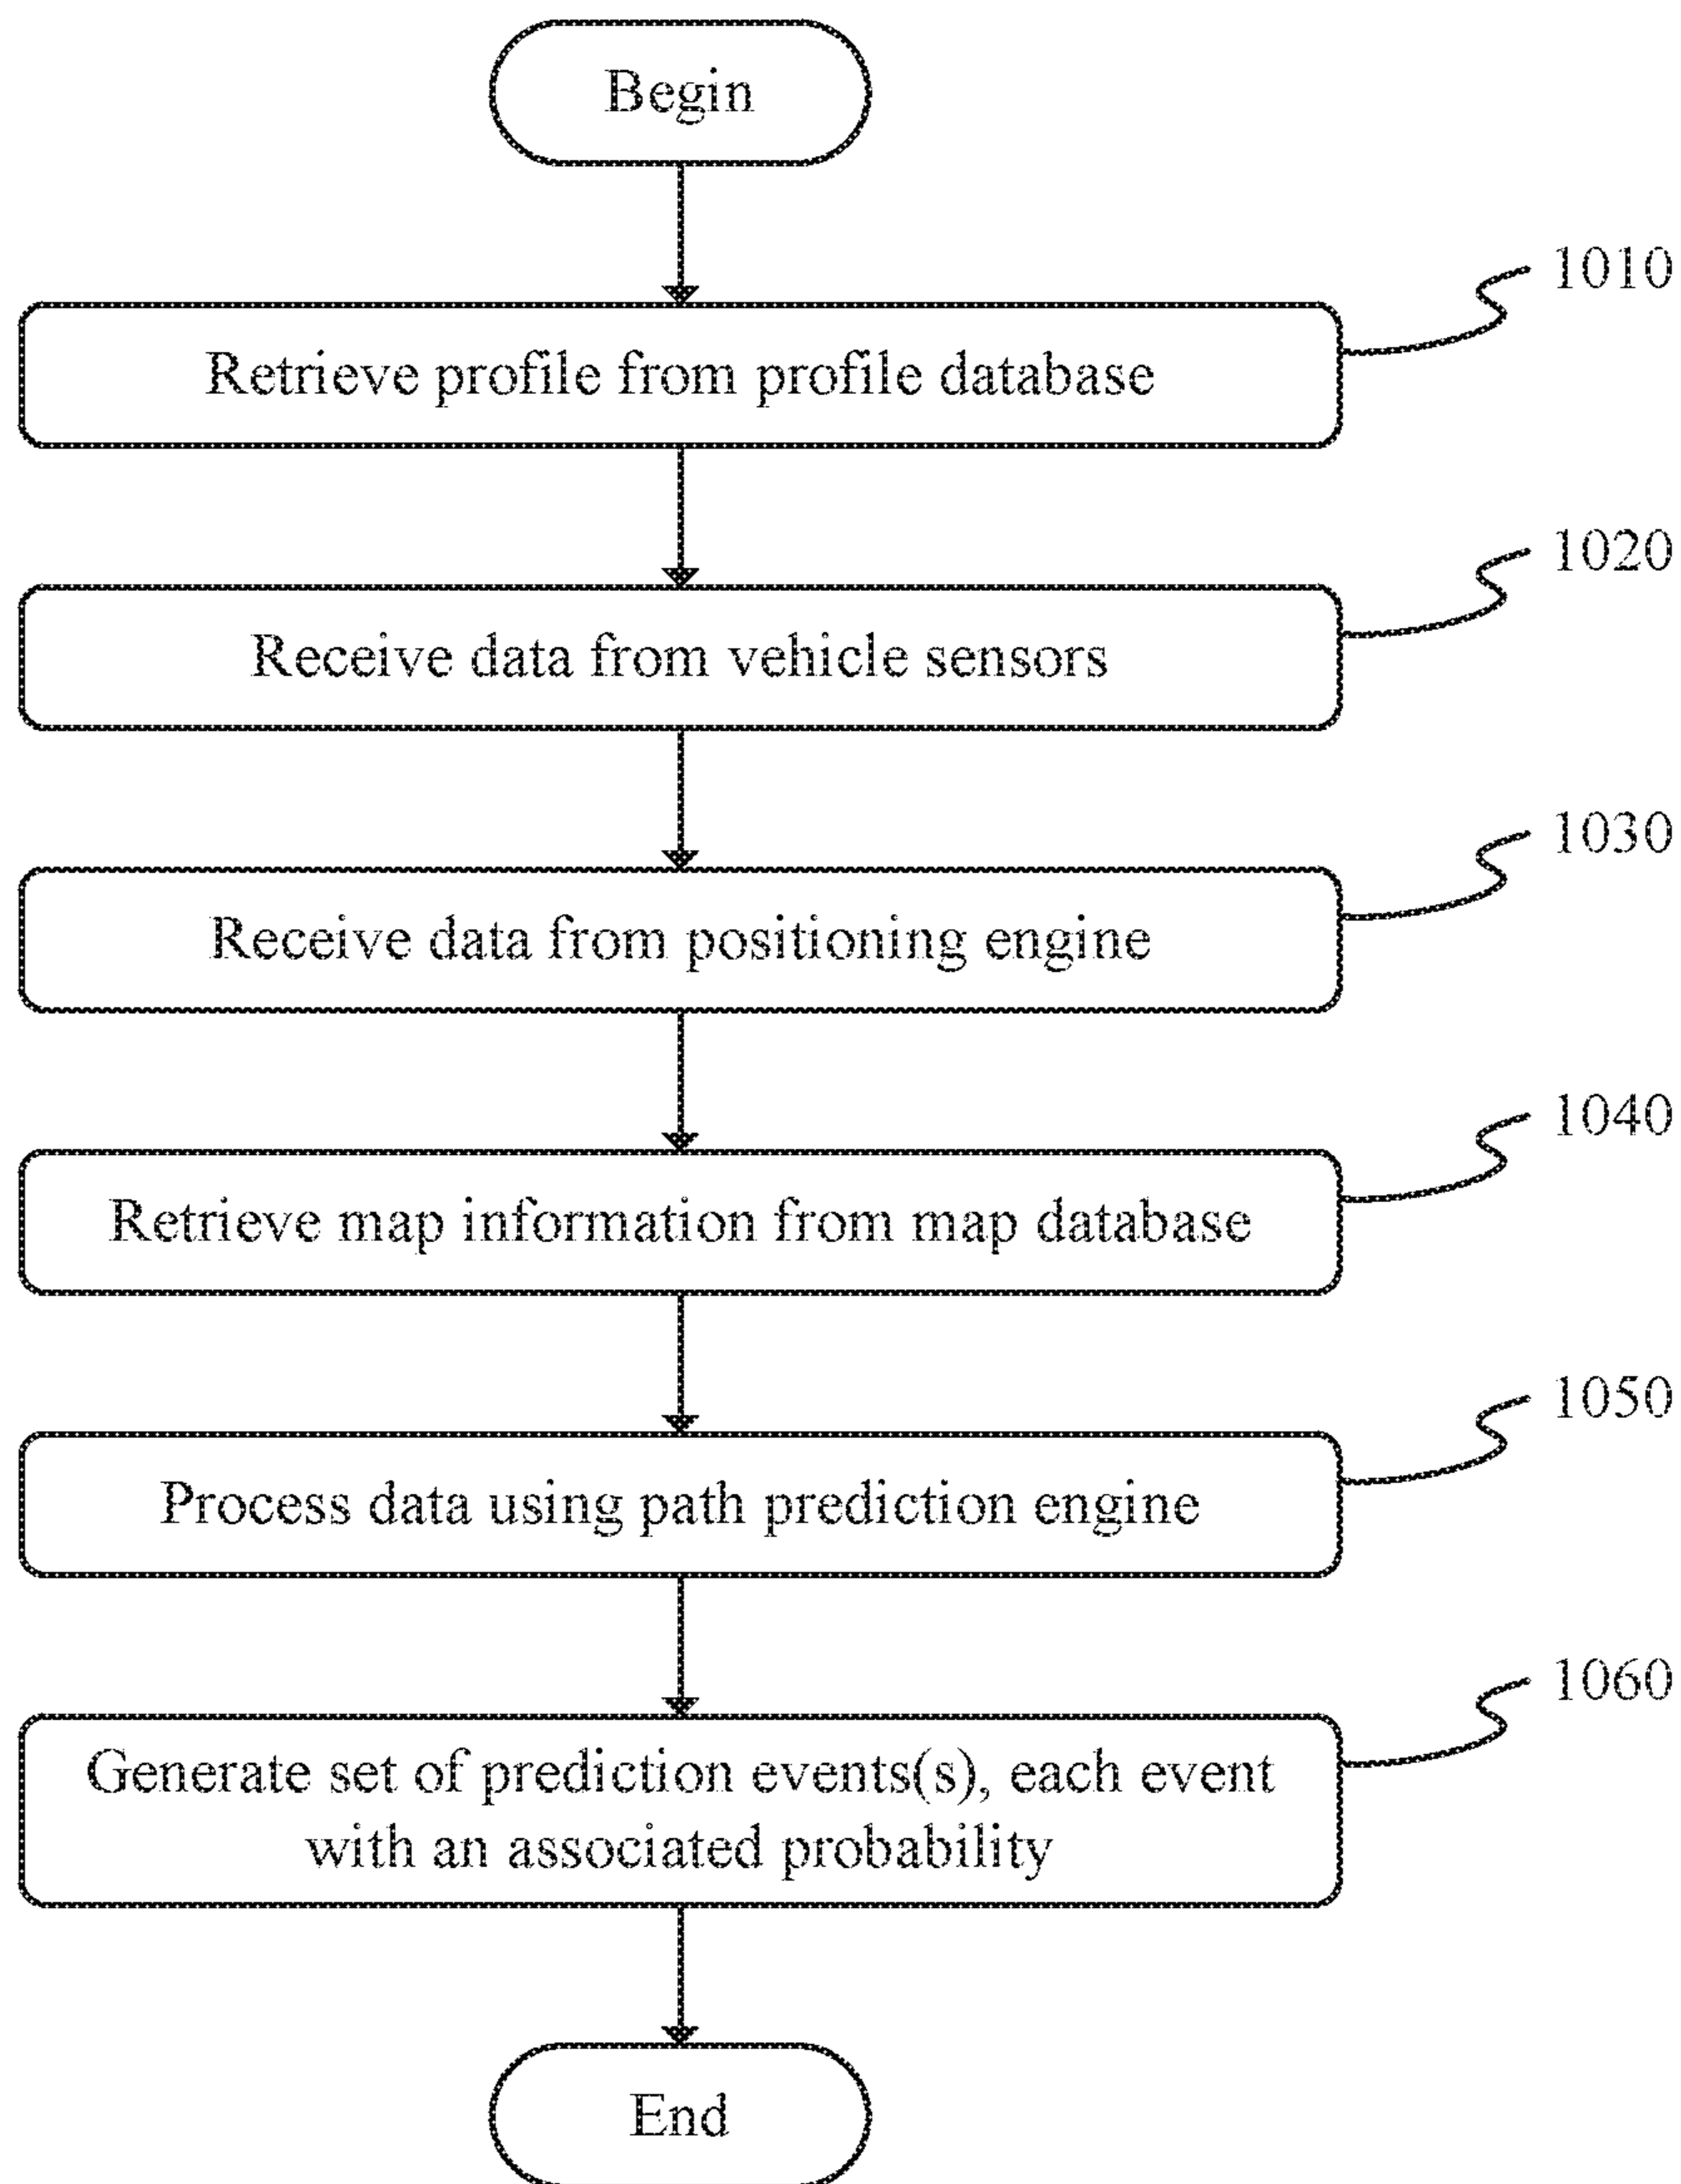 Begin
1010
Retrieve profile from profile database
1020
Receive data from vehicle sensors
1030
Receive data from positioning engine
1040
Retrieve map information from map database
1050
Process data using path prediction engine
1060
Generate set of prediction events(s), each event
with an associated probability
End